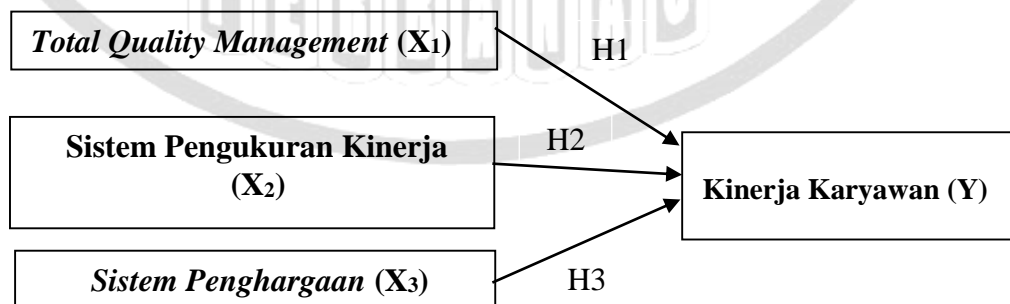 Total Quality Management (X1)
H1
Sistem Pengukuran Kinerja
(X2)
H2
Kinerja Karyawan (Y)
Sistem Penghargaan (X3)
H3